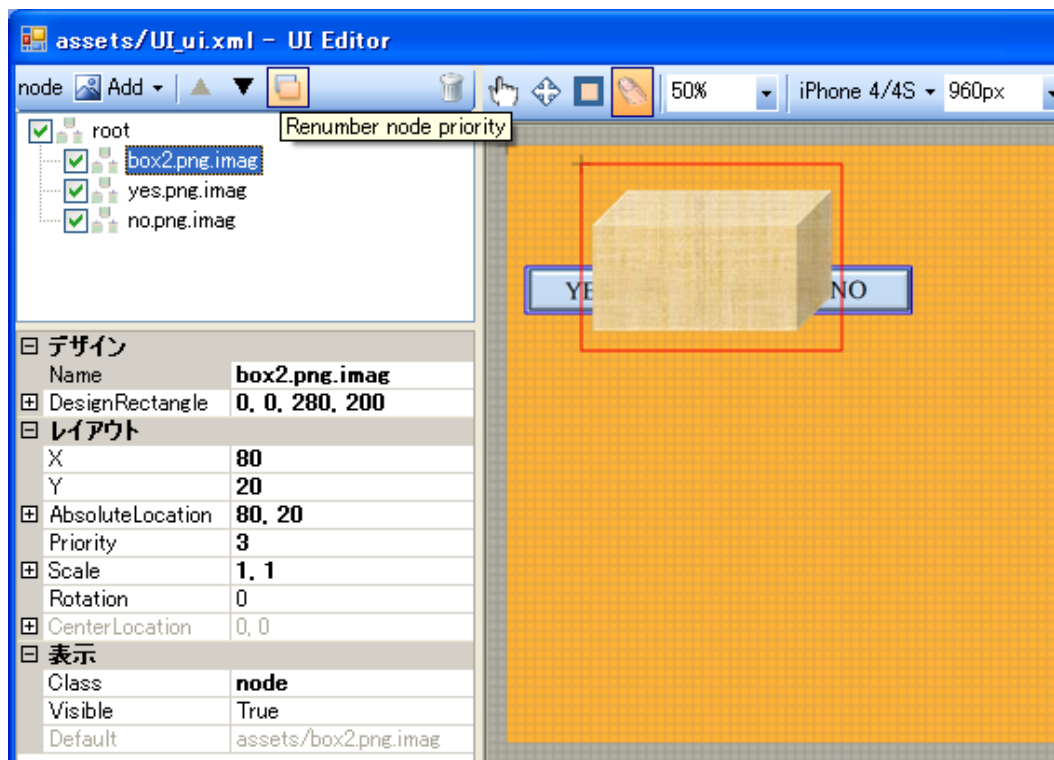 assets/UI_ui.xml - UI Editor
node Add 50% iPhone 4/4S 960px
Renumber node priority
root
box2.png.imag
yes.png.imag
no.png.imag
YE NO
デザイン
Name box2.png.imag
DesignRectangle 0, 0, 280, 200
レイアウト
X 80
Y 20
AbsoluteLocation 80, 20
Priority 3
Scale 1, 1
Rotation 0
CenterLocation 0, 0
表示
Class node
Visible True
Default assets/box2.png.imag